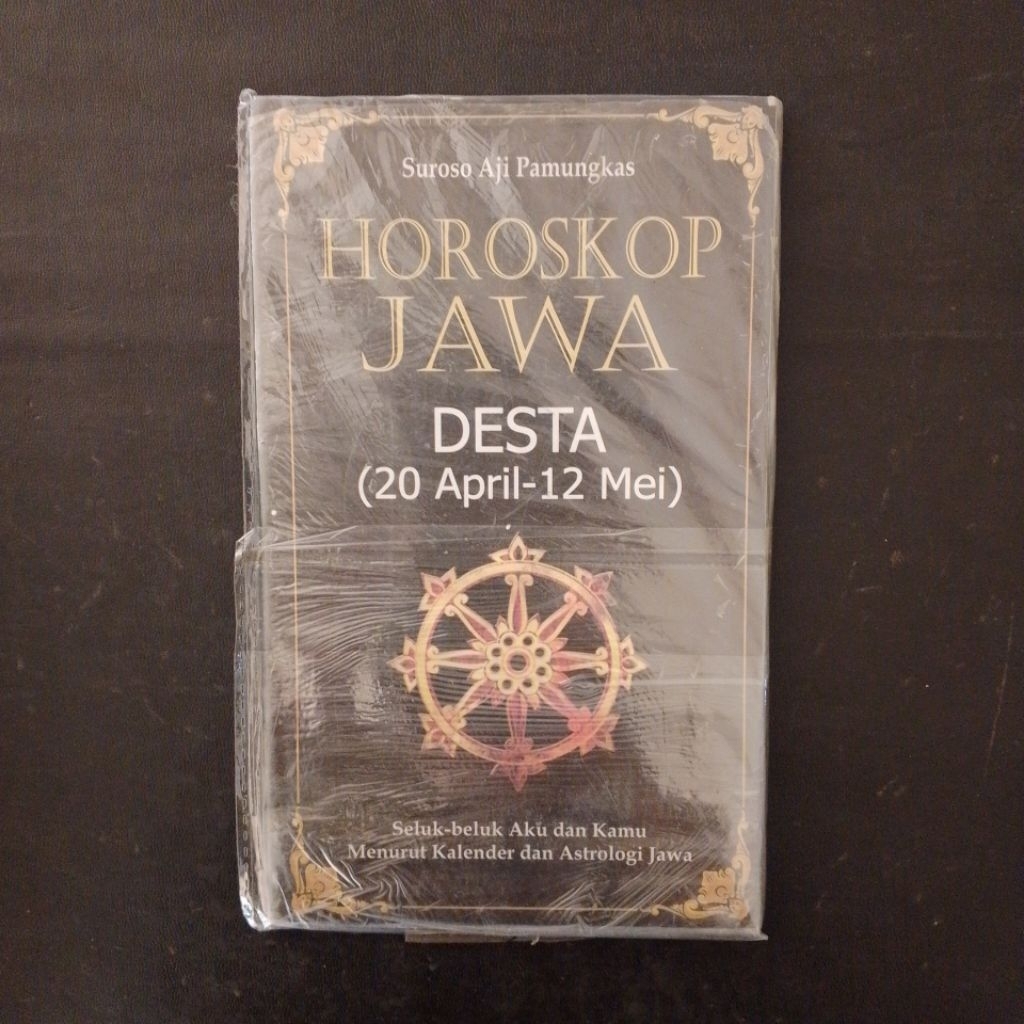 Suroso Aji Pamungkas
HOROSKOP
JAWA
DESTA
(20 April-12 Mei)
Seluk-beluk Aku dan Kamu
Menurut Kalender dan Astrologi Jawa